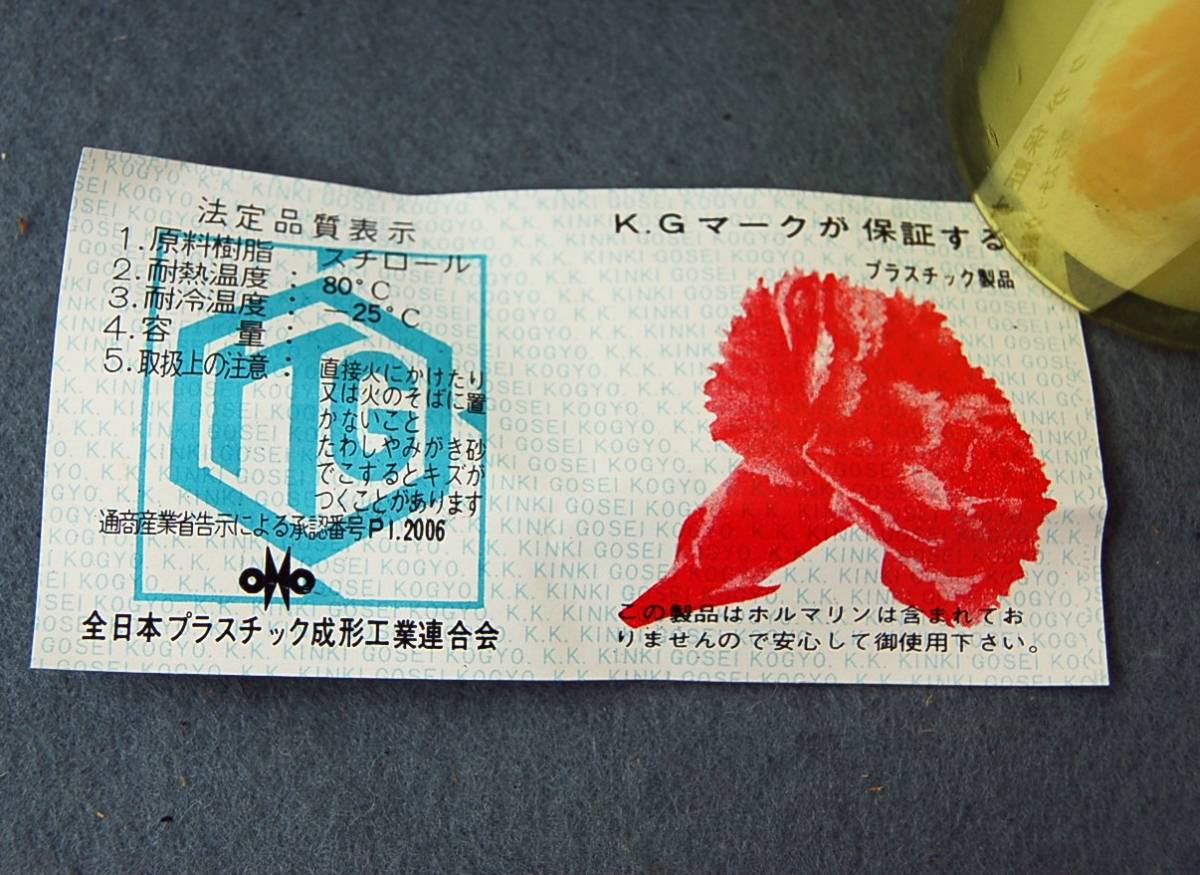 法定品質表示
1.原料樹脂 スチロール
2.耐熱温度: 80°C
3.耐冷温度: —25°C
4.容量:
5.取扱上の注意: 直接火にかけたり
又は火のそばに置
かないこと
たわしやみがき砂
でこするとキズが
つくことがあります
通商産業省告示による承認番号PI.2006
全日本プラスチック成形工業連合会
K.Gマークが保証する
プラスチック製品
この製品はホルマリンは含まれてお
りませんので安心して御使用下さい。
K.K. KINKI GOSEI KOGYO.